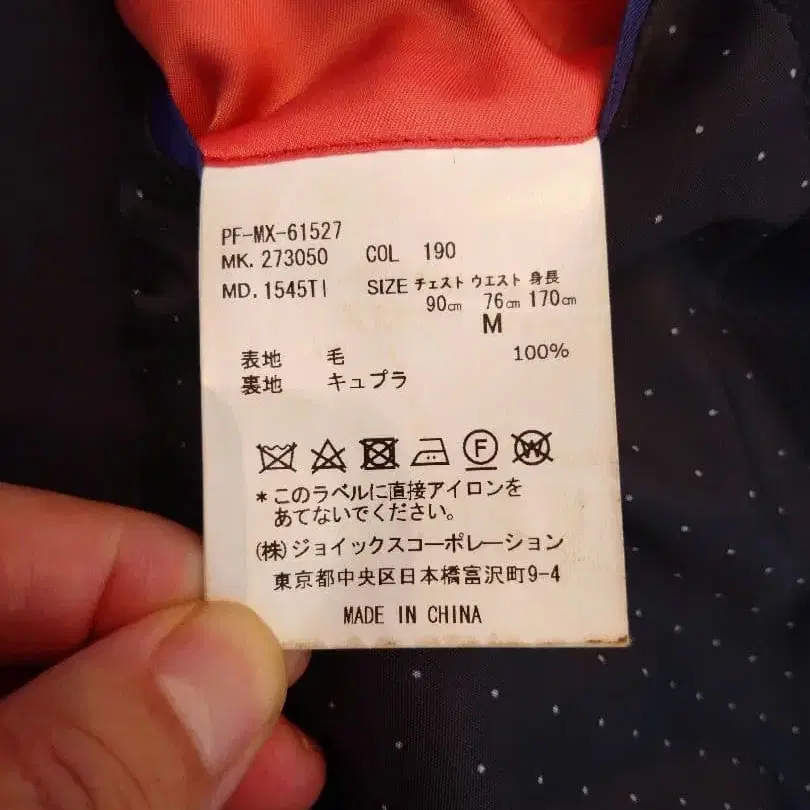 PF-MX-61527
MK. 273050 COL 190
MD. 1545TI SIZE チェスト ウエスト 身長
90㎝ 76㎝ 170㎝
M
表地 毛 100%
裏地 キュプラ
F W
*このラベルに直接アイロンを
あてないでください。
(株)ジョイックスコーポレーション
東京都中央区日本橋富沢町9-4
MADE IN CHINA